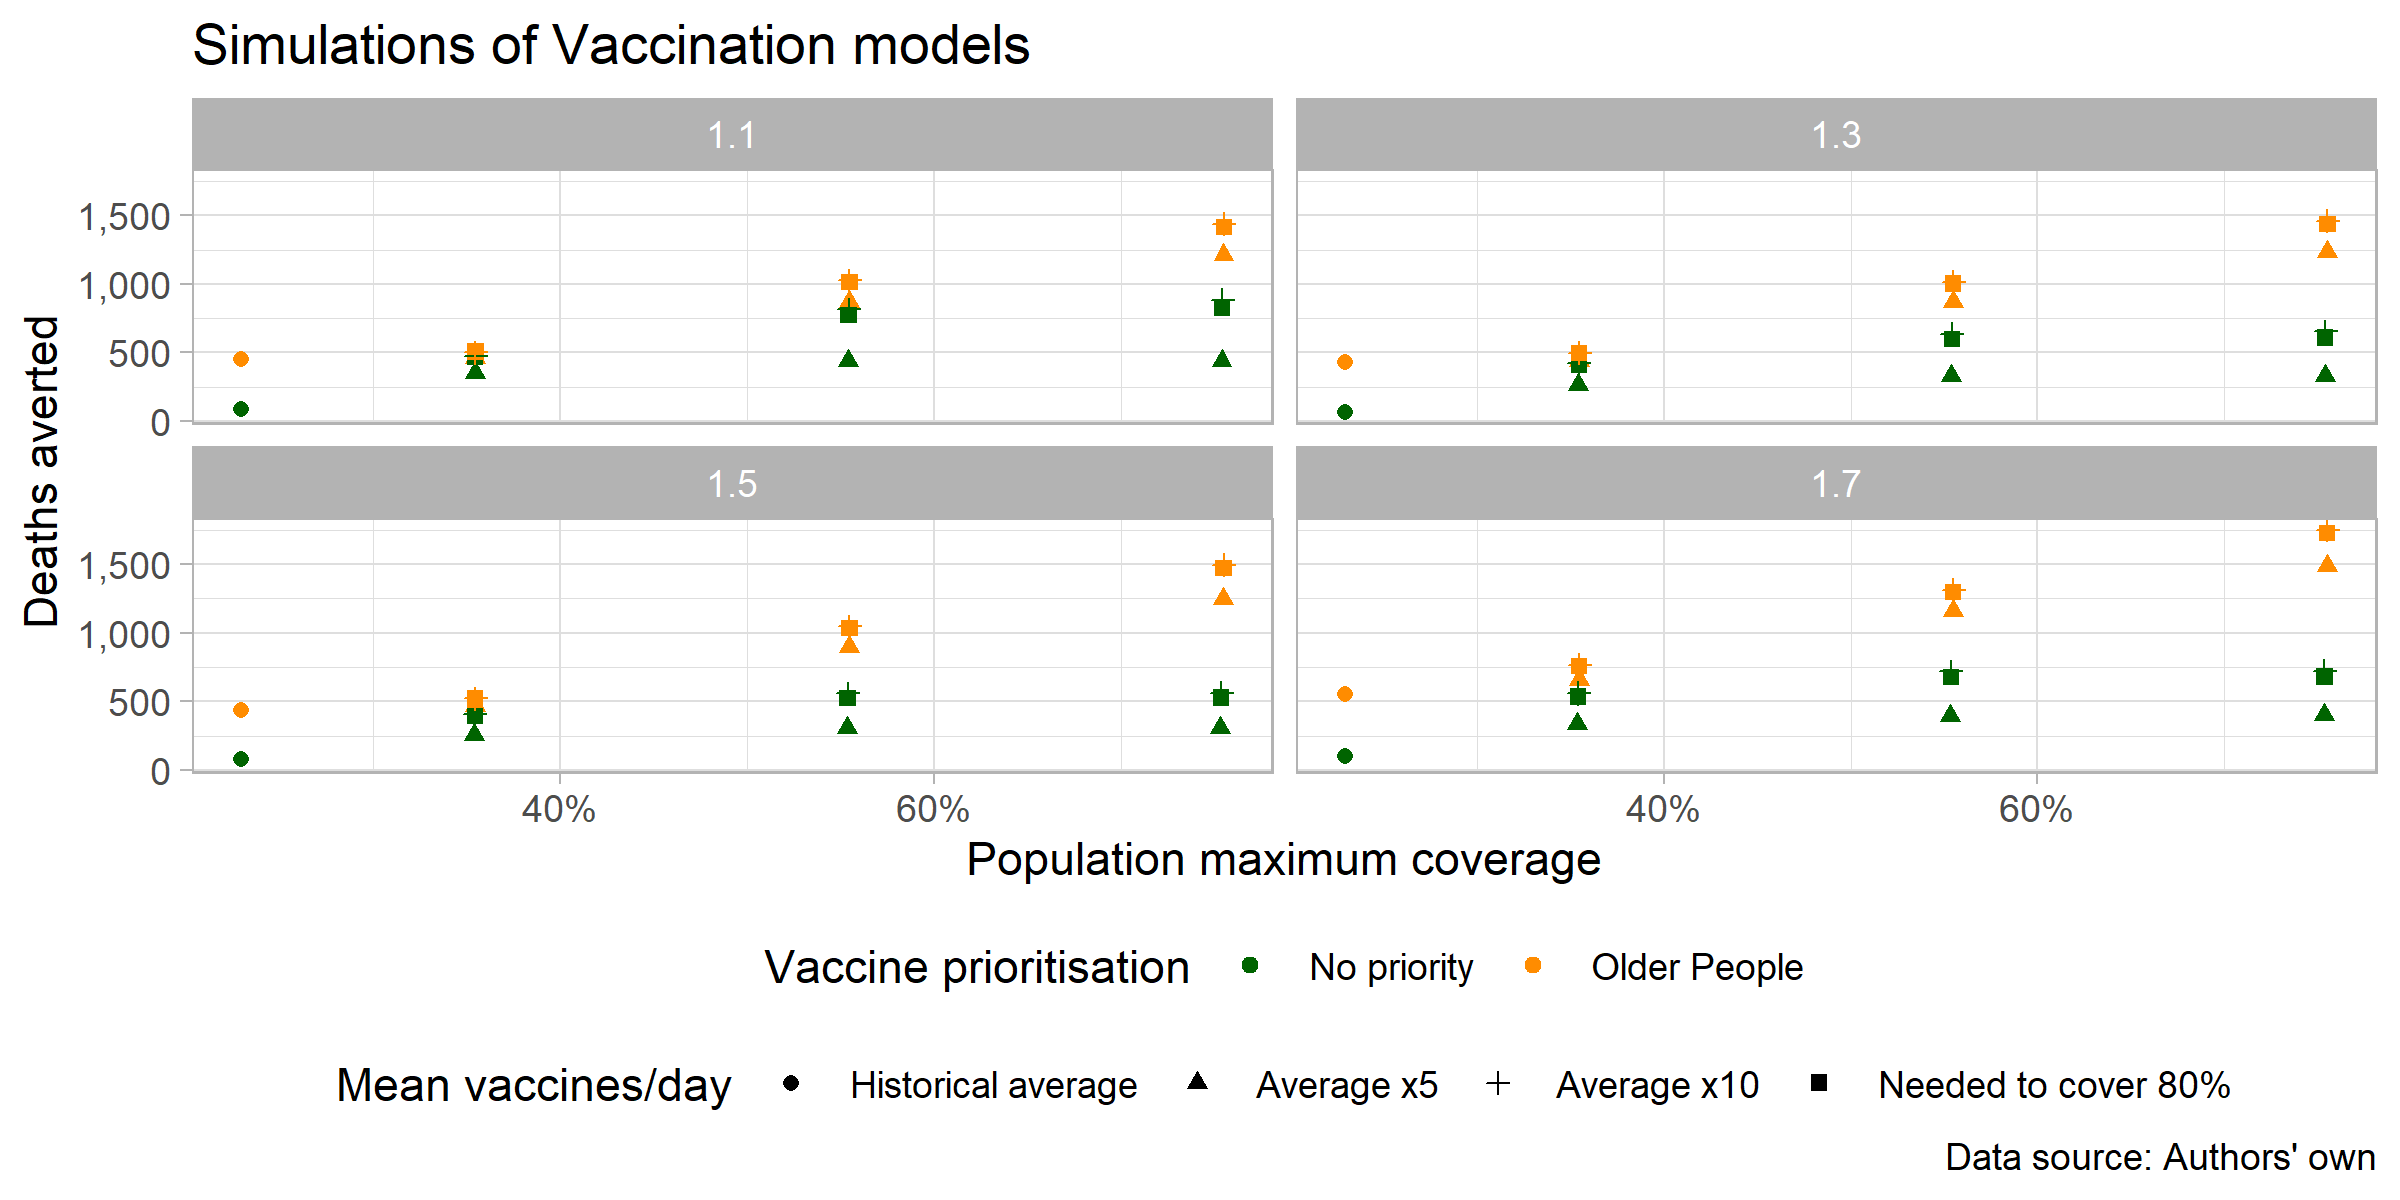 Simulations of Vaccination models
1.1
1.3
1,500
1,000
500
0
1.5
1.7
1,500
1,000
500
0
Deaths averted
40%
60%
40%
60%
Population maximum coverage
Vaccine prioritisation No priority Older People
Mean vaccines/day Historical average Average x5 Average x10 Needed to cover 80%
Data source: Authors' own